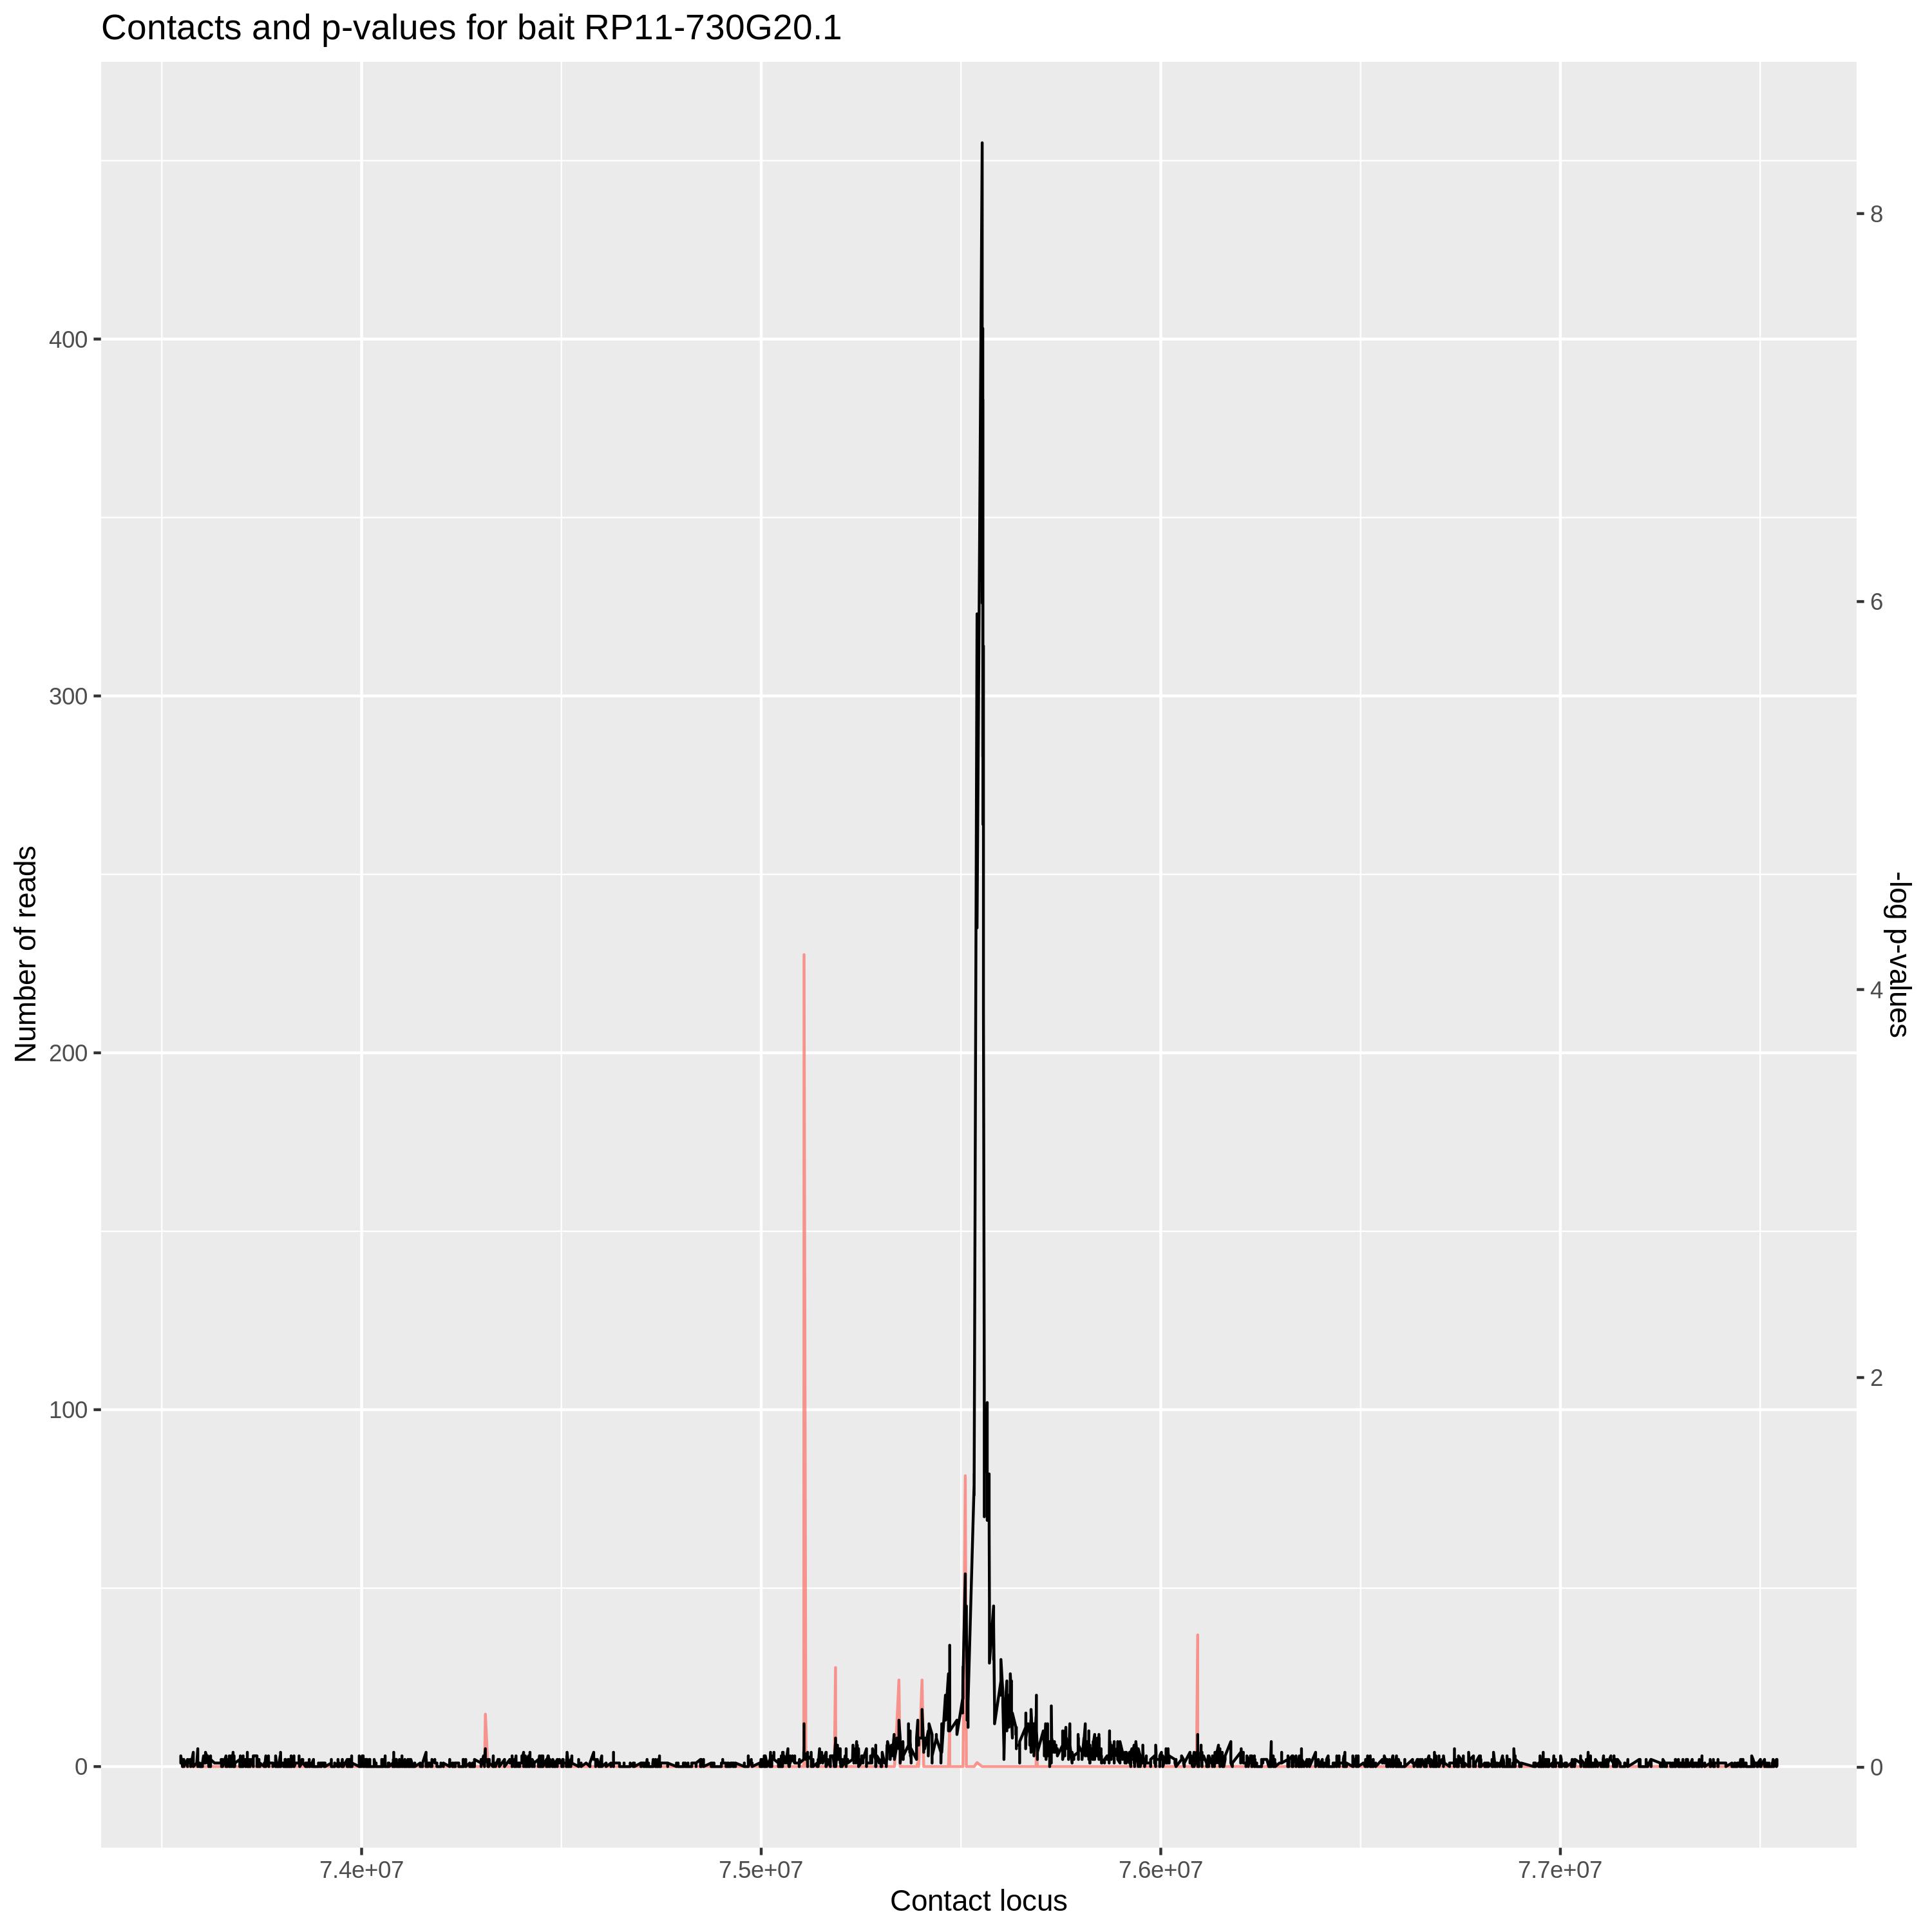 Contacts and p-values for bait RP11-730G20.1
Number of reads
400
300
200
100
0
8
6
4
2
0
-log p-values
7.4e+07
7.5e+07
7.6e+07
7.7e+07
Contact locus